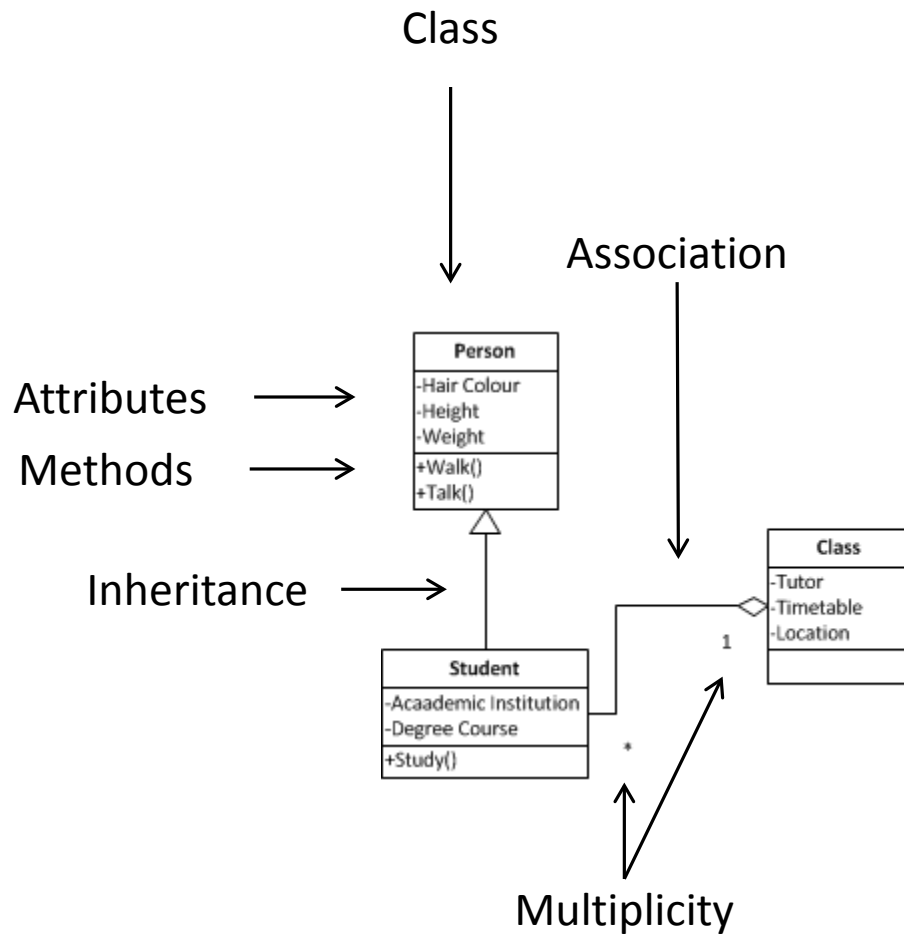 Class
Association
Person
-Hair Colour
-Height
-Weight
+Walk()
+Talk()
Attributes
Methods
Inheritance
Class
-Tutor
-Timetable
-Location
1
Student
-Acaademic Institution
-Degree Course
+Study()
*
Multiplicity